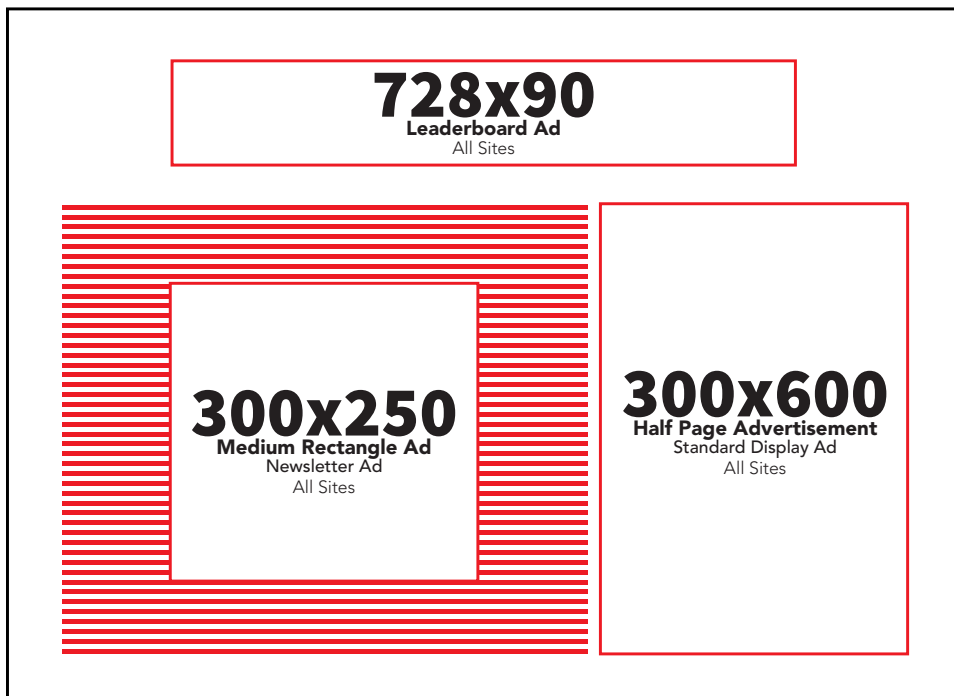 728x90
Leaderboard Ad
All Sites
300x250
Medium Rectangle Ad
Newsletter Ad
All Sites
300x600
Half Page Advertisement
Standard Display Ad
All Sites